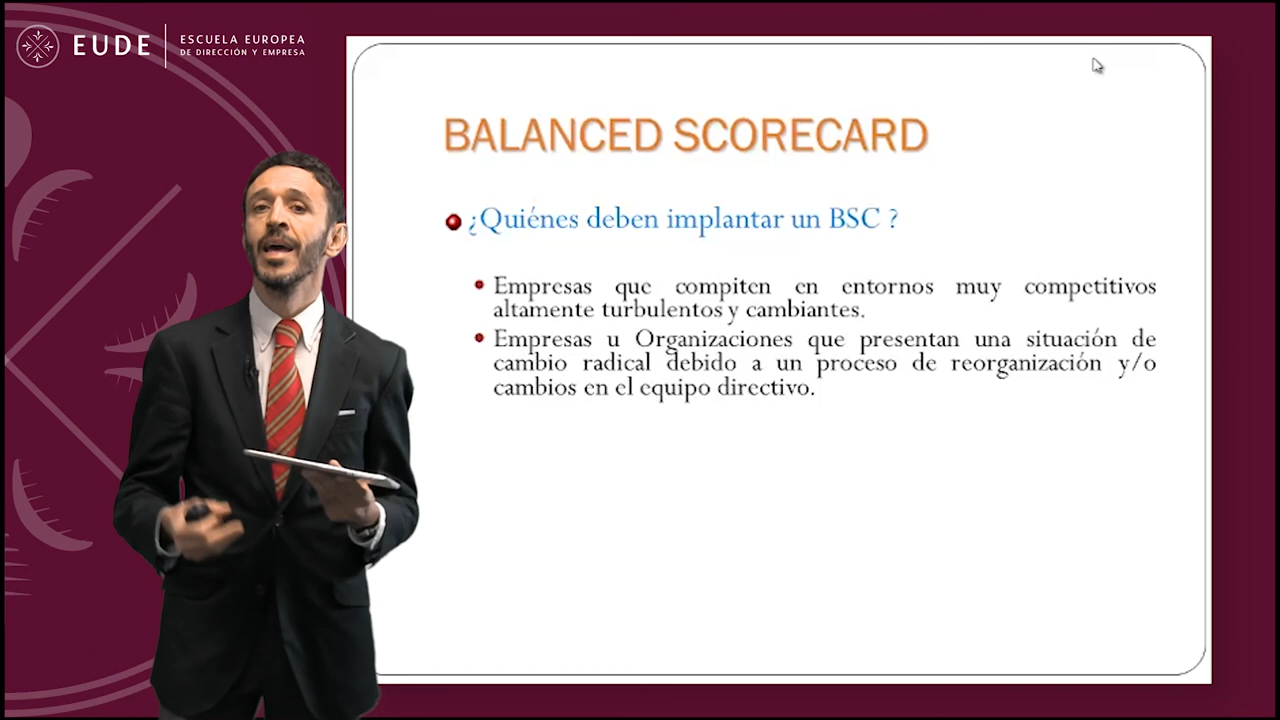 EUDE
ESCUELA EUROPEA
DE DIRECCIÓN Y EMPRESA
BALANCED SCORECARD
¿Quiénes deben implantar un BSC ?
Empresas que compiten en entornos muy competitivos
altamente turbulentos y cambiantes.
Empresas u Organizaciones que presentan una situación de
cambio radical debido a un proceso de reorganización y/o
cambios en el equipo directivo.